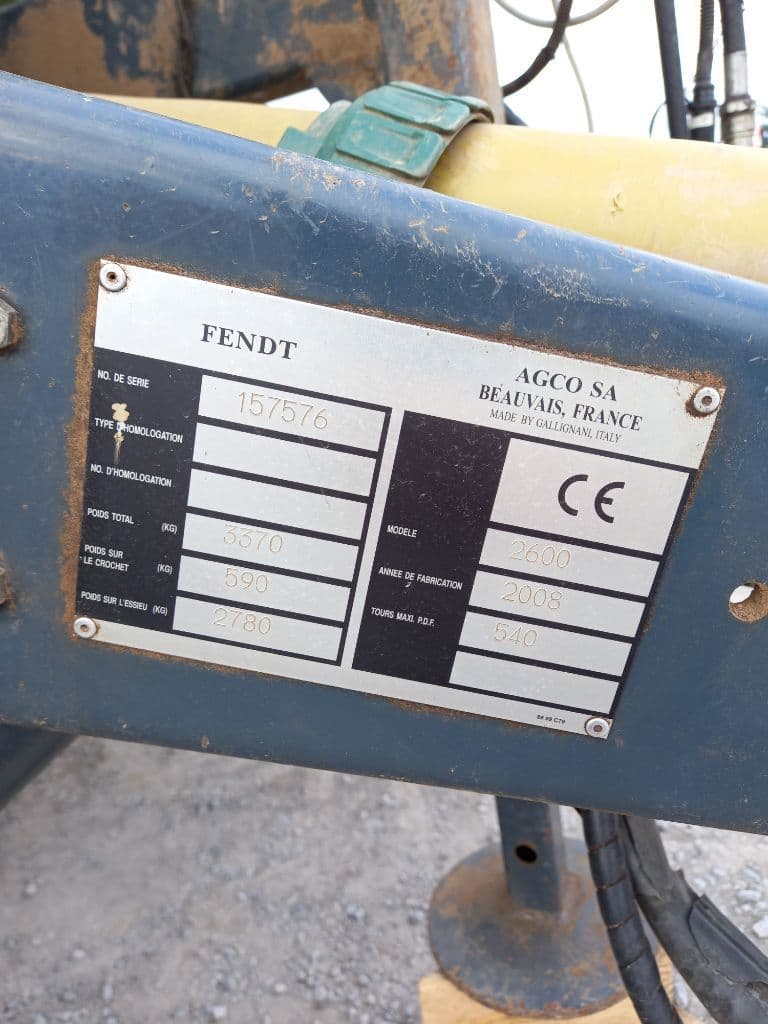 FENDT
AGCO SA
BEAUVAIS, FRANCE
MADE BY GALLIGNANI, ITALY
NO. DE SERIE 157576
TYPE D'HOMOLOGATION
NO. D'HOMOLOGATION
POIDS TOTAL (KG) 3370
POIDS SUR
LE CROCHET (KG) 590
POIDS SUR L'ESSIEU (KG) 2780
CE
MODELE 2600
ANNEE DE FABRICATION 2008
TOURS MAXI. P.D.F. 540